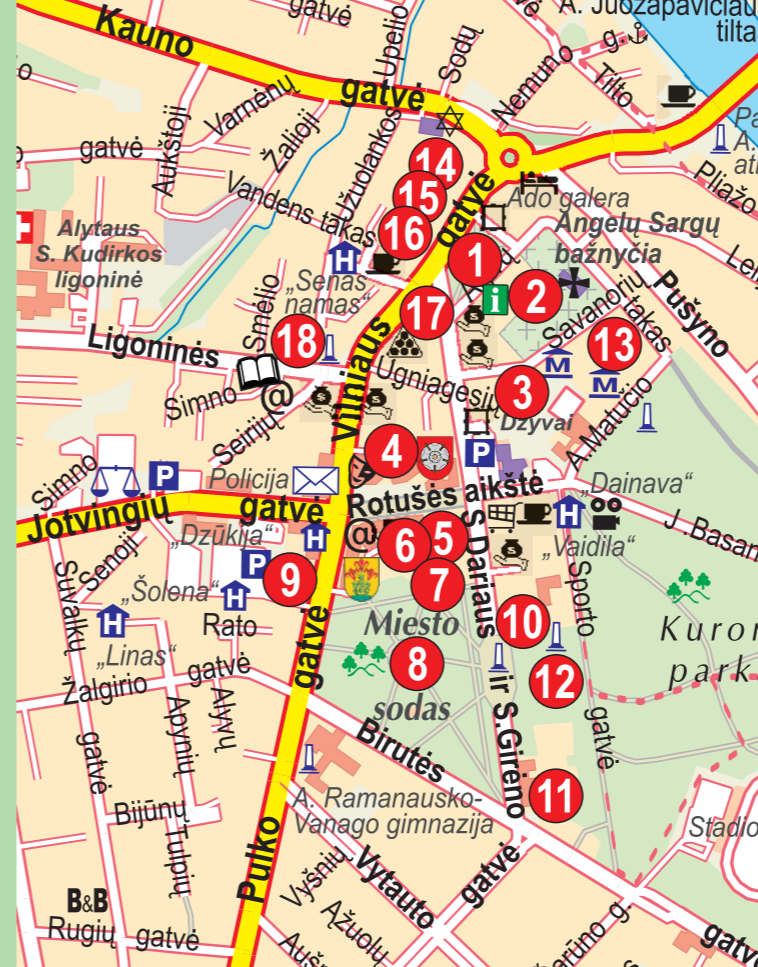 gatvė
A. Juozapavičiaus
tilta
Kauno
gatvė
Upelio
Sodų
Nemuno
g.
Tilto
Varnėnų
gatvė
Aukštoji
Žalioji
Užuolankos
Vandens takas
14
15
16
gatvė
Pa
A.
Pliažo
Ado galera
Angelų Sargų
bažnyčia
Alytaus
S. Kudirkos
ligoninė
H
„Senas
namas“
Smėlio
1
i
2
Savanorių
takas
Pušyno
17
18
Ligoninės
Vilniaus
13
M
M
Ugniagesių
3
Dzyvai
Simno
@
Seirijų
A.Matučio
4
P
Simno
P
Policija
Rotušės aikštė
„Dainava“
Jotvingių
gatvė
@
6
5
H
J.Basan
„Dzūkija“
H
S.Dariaus
„Vaidila“
Senoji
Suvalkų
P
9
7
Sporto
„Šolena“
H
H
Rato
Miesto
10
Kuror
park
„Linas“
gatvė
8
12
Žalgirio
gatvė
sodas
ir S.Girėno
gatvė
Alyvų
Apynių
gatvė
Birutės
11
A. Ramanausko-
Vanago gimnazija
Stadio
Bijūnų
Tulpių
Pulko
Vyšnių
Vytauto
gatvė
B&B
Rugių gatvė
Ąžuolų
gatvė